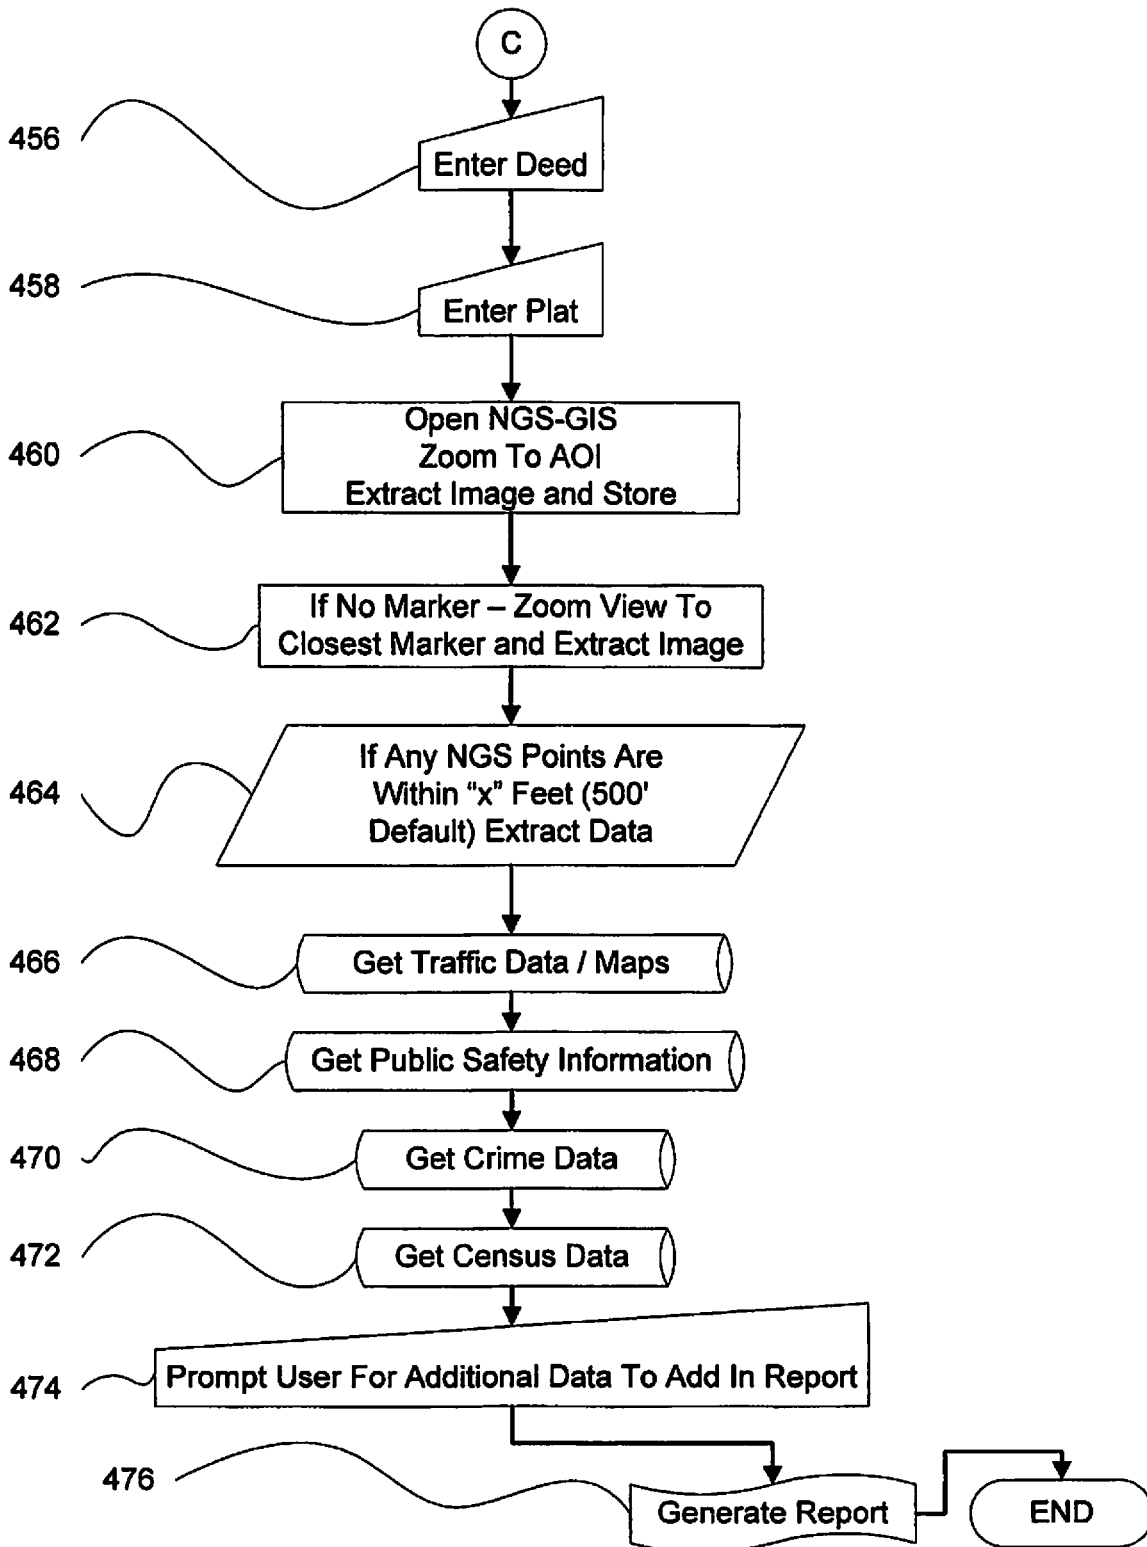 C
456
Enter Deed
458
Enter Plat
460
Open NGS-GIS
Zoom To AOI
Extract Image and Store
462
If No Marker – Zoom View To
Closest Marker and Extract Image
464
If Any NGS Points Are
Within “x” Feet (500'
Default) Extract Data
466
Get Traffic Data / Maps
468
Get Public Safety Information
470
Get Crime Data
472
Get Census Data
474
Prompt User For Additional Data To Add In Report
476
Generate Report
END